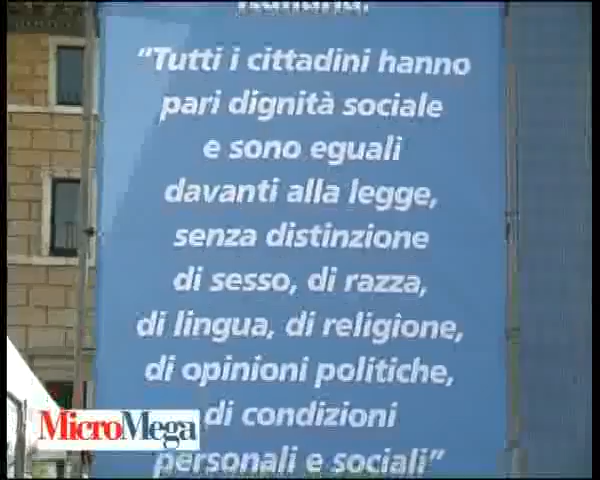 italiana:
“Tutti i cittadini hanno
pari dignità sociale
e sono eguali
davanti alla legge,
senza distinzione
di sesso, di razza,
di lingua, di religione,
di opinioni politiche,
di condizioni
personali e sociali”
MicroMega